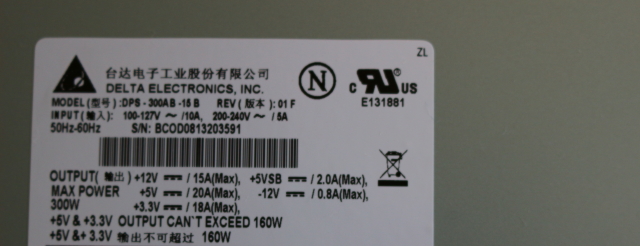 ZL
台达电子工业股份有限公司
DELTA ELECTRONICS, INC.
N
c RU US
E131881
MODEL (型号) : DPS - 300AB -15 B REV ( 版本 ) : 01 F
INPUT (输入) : 100-127V ~ /10A, 200-240V ~ / 5A
50Hz-60Hz S/N: BCOD0813203591
OUTPUT( 输出 ) +12V ⎓ / 15A(Max), +5VSB ⎓ / 2.0A(Max),
MAX POWER +5V ⎓ / 20A(Max), -12V ⎓ / 0.8A(Max),
300W +3.3V ⎓ / 18A(Max),
+5V & +3.3V OUTPUT CAN'T EXCEED 160W
+5V &+ 3.3V 输出不可超过 160W